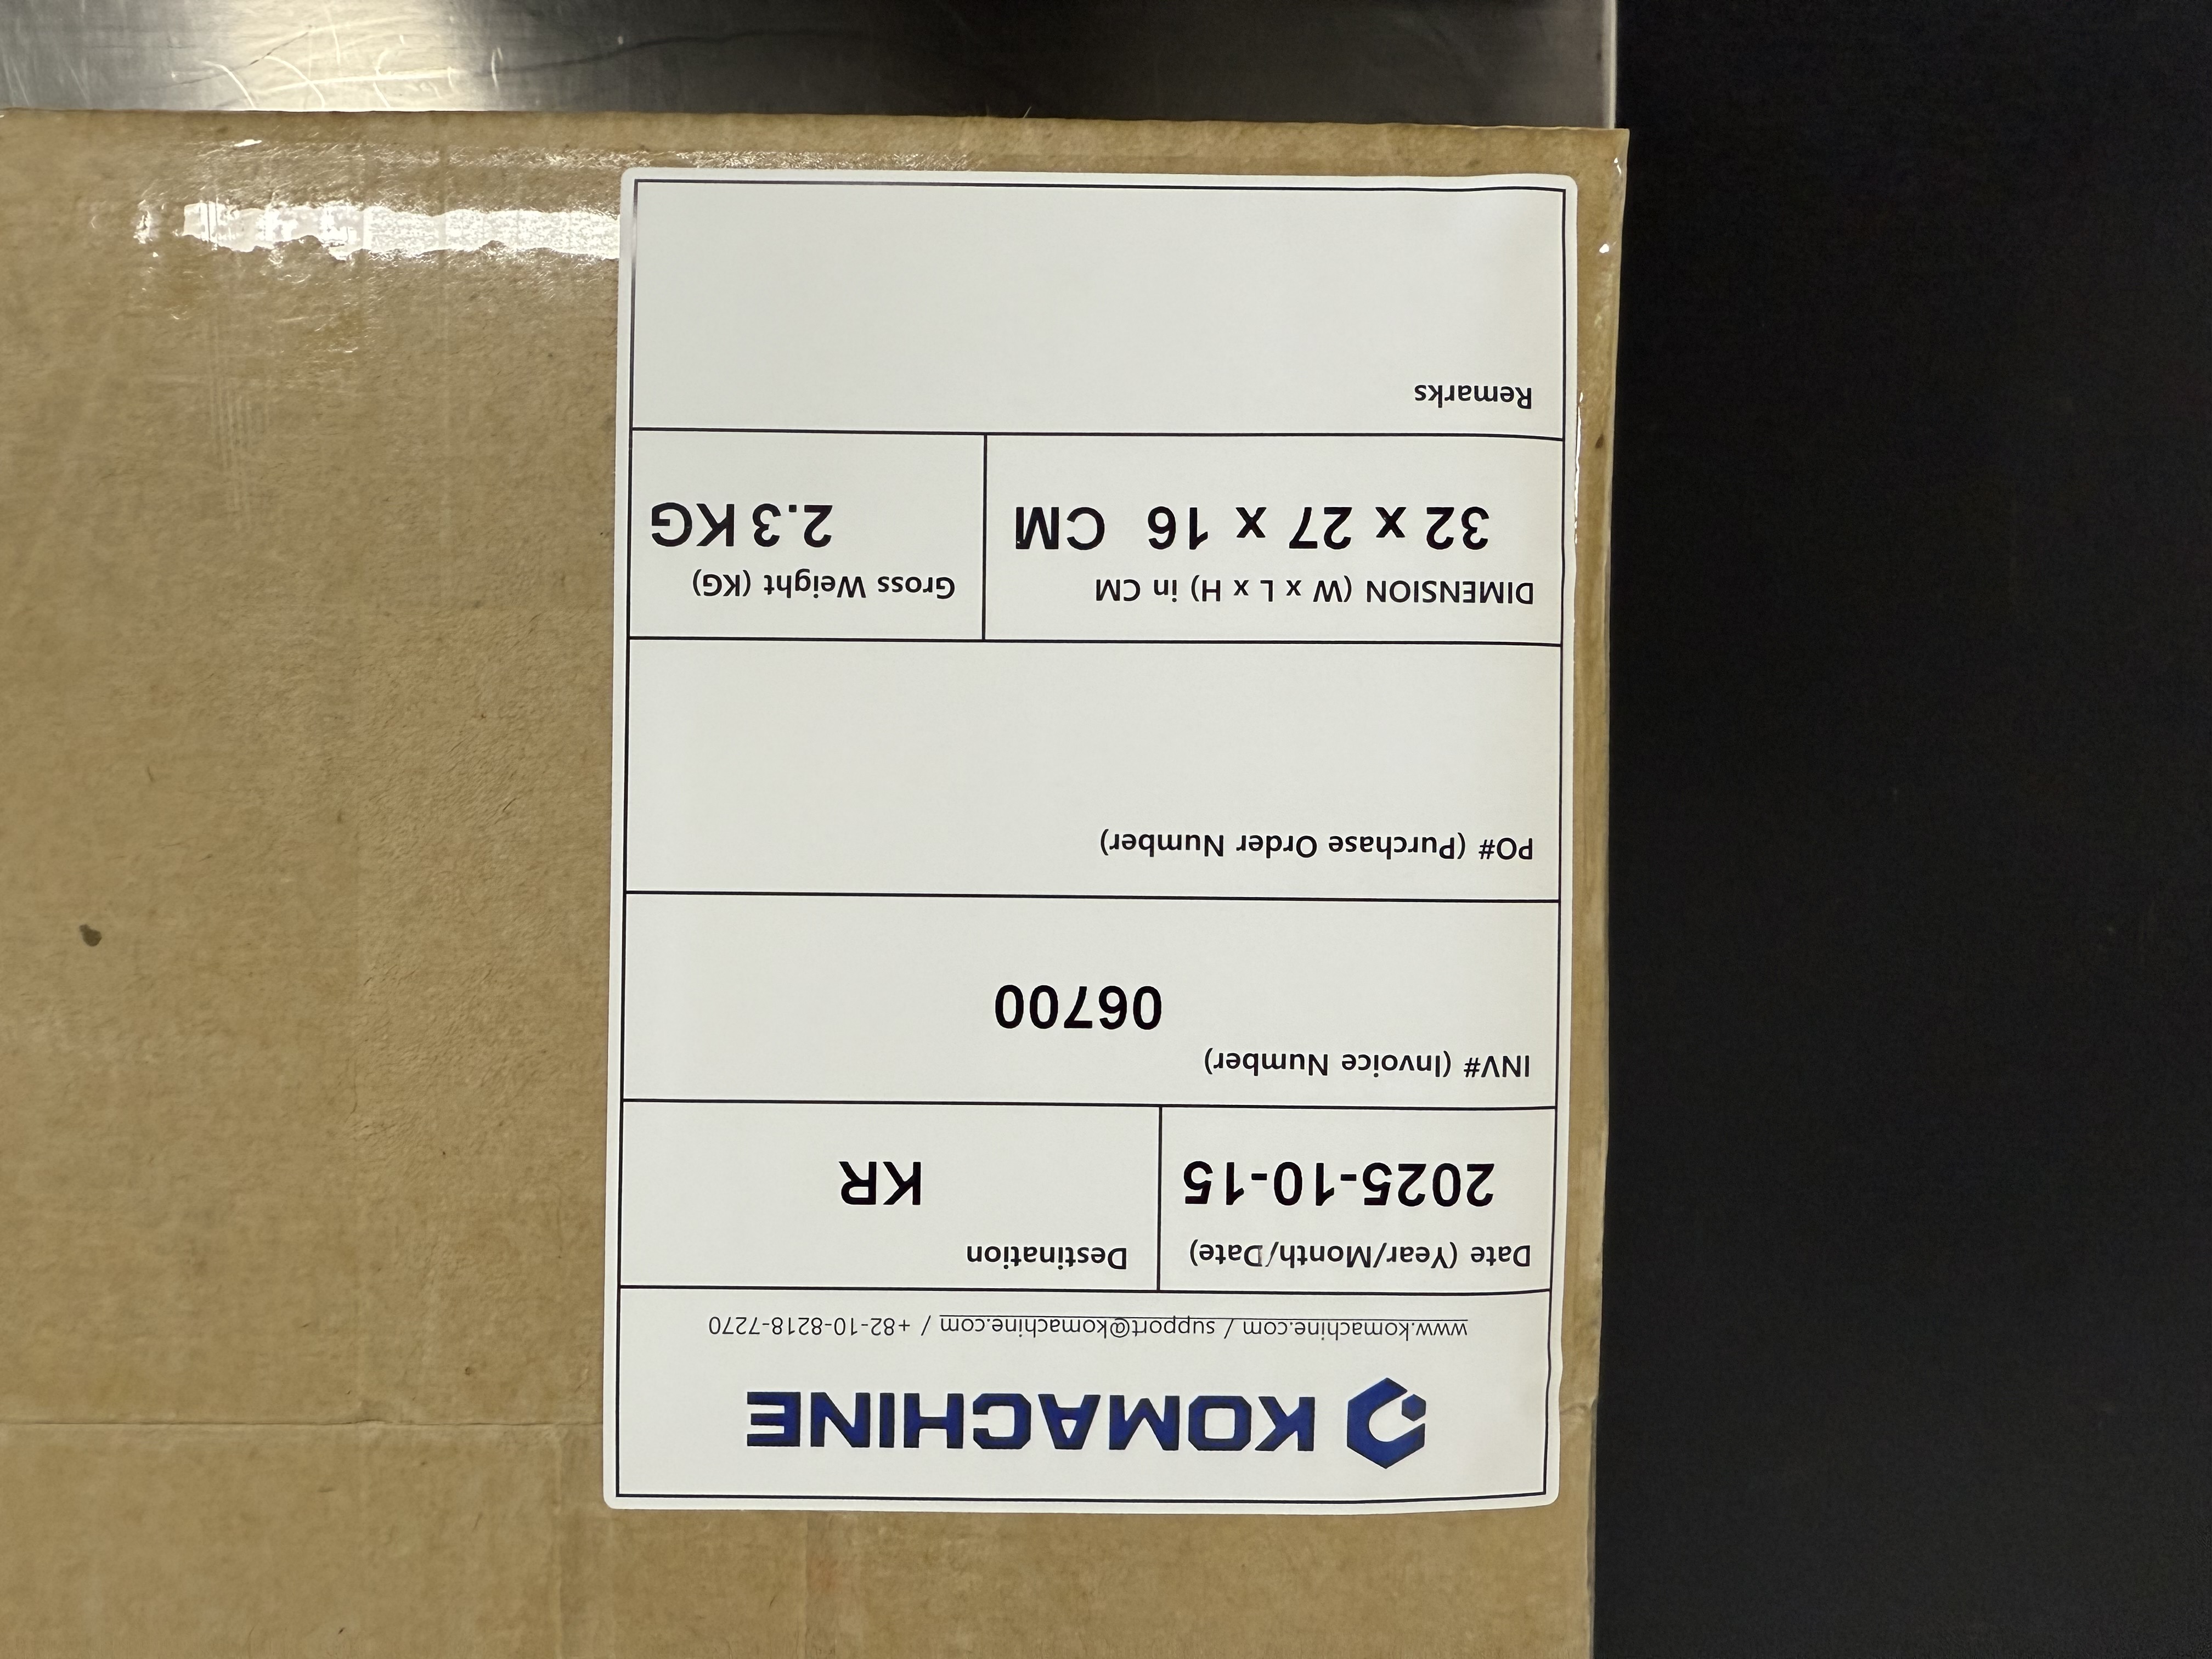 KOMACHINE
www.komachine.com / support@komachine.com / +82-10-8218-7270
Date (Year/Month/Date)
2025-10-15
Destination
KR
INV# (Invoice Number)
06700
PO# (Purchase Order Number)
DIMENSION (W x L x H) in CM
32 x 27 x 16 CM
Gross Weight (KG)
2.3 KG
Remarks